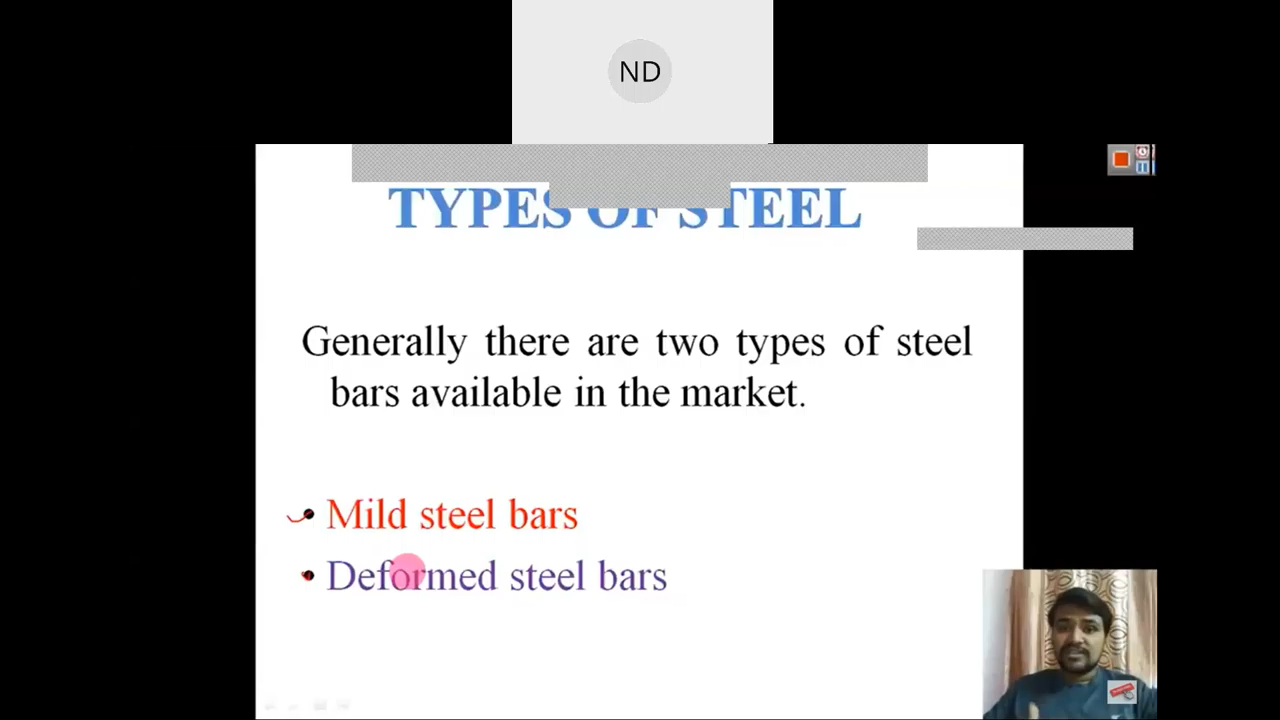 ND
TYPES OF STEEL
Generally there are two types of steel
bars available in the market.
• Mild steel bars
• Deformed steel bars